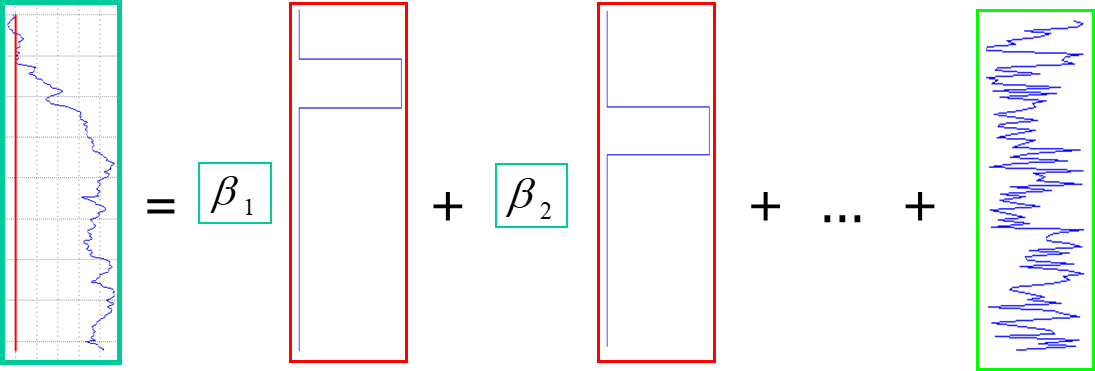 = β₁ + β₂ + ... +